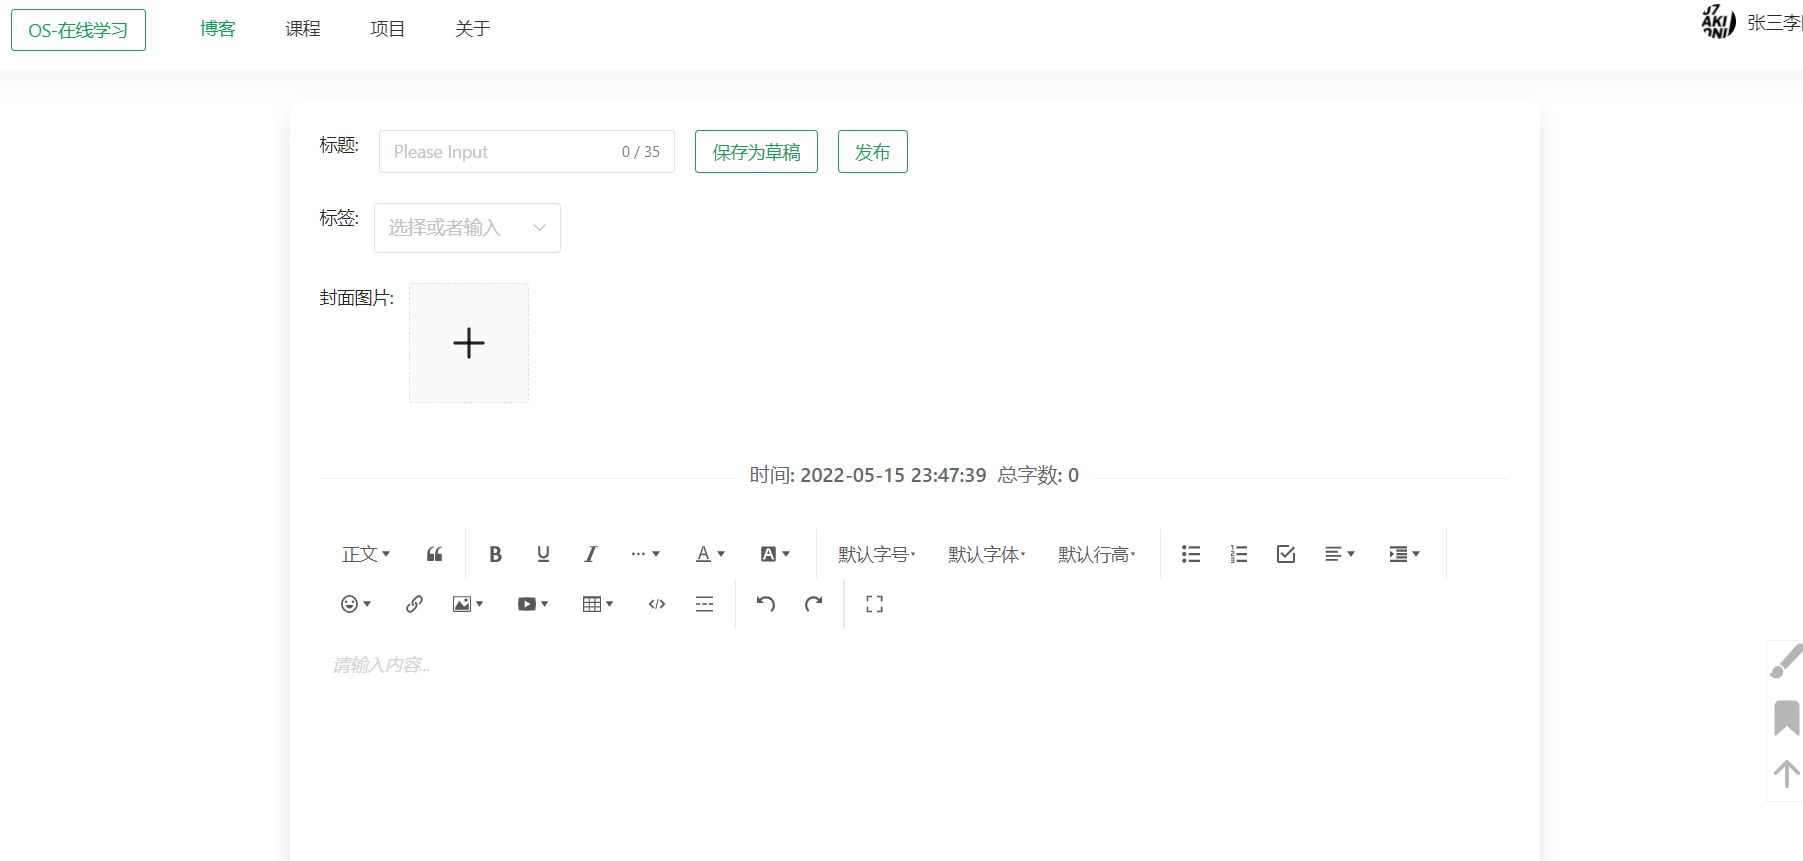 OS-在线学习 博客 课程 项目 关于 张三李
标题: Please Input 0 / 35 保存为草稿 发布
标签: 选择或者输入
封面图片:
时间: 2022-05-15 23:47:39 总字数: 0
正文 B U I A A 默认字号 默认字体 默认行高
请输入内容...